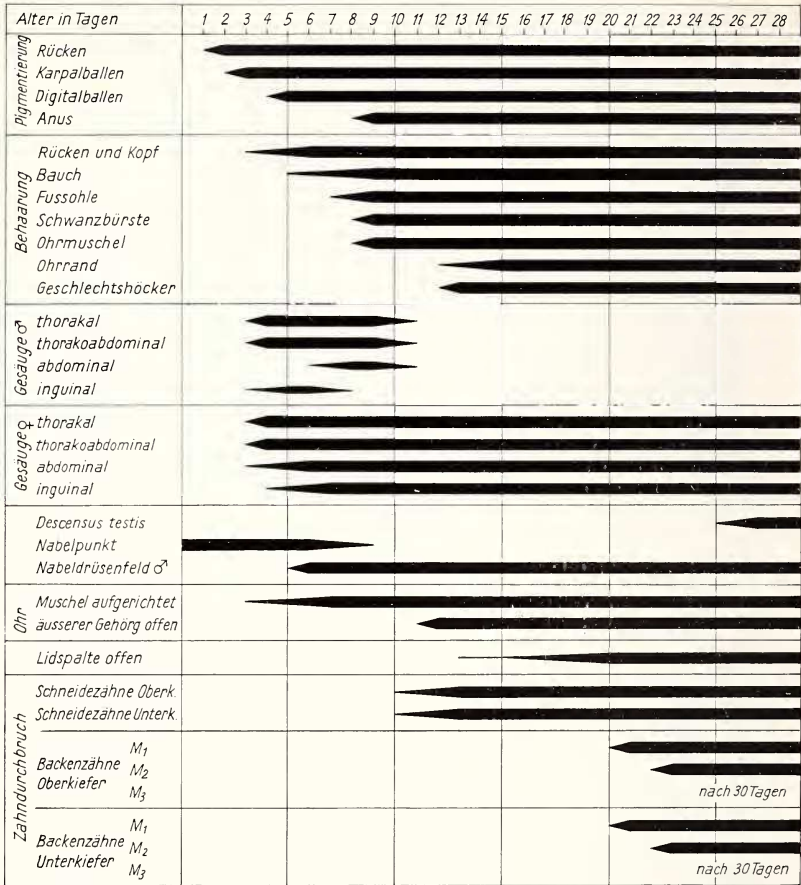 Alter in Tagen 1 2 3 4 5 6 7 8 9 10 11 12 13 14 15 16 17 18 19 20 21 22 23 24 25 26 27 28
Pigmentierung
Rücken
Karpalballen
Digitalballen
Anus
Behaarung
Rücken und Kopf
Bauch
Fussohle
Schwanzbürste
Ohrmuschel
Ohrrand
Geschlechtshöcker
Gesäuge ♂
thorakal
thorakoabdominal
abdominal
inguinal
Gesäuge ♀
thorakal
thorakoabdominal
abdominal
inguinal
Descensus testis
Nabelpunkt
Nabeldrüsenfeld ♂
Ohr
Muschel aufgerichtet
äusserer Gehörg offen
Lidspalte offen
Zahndurchbruch
Schneidezähne Oberk.
Schneidezähne Unterk.
Backenzähne
Oberkiefer
M1
M2
M3 nach 30 Tagen
Backenzähne
Unterkiefer
M1
M2
M3 nach 30 Tagen